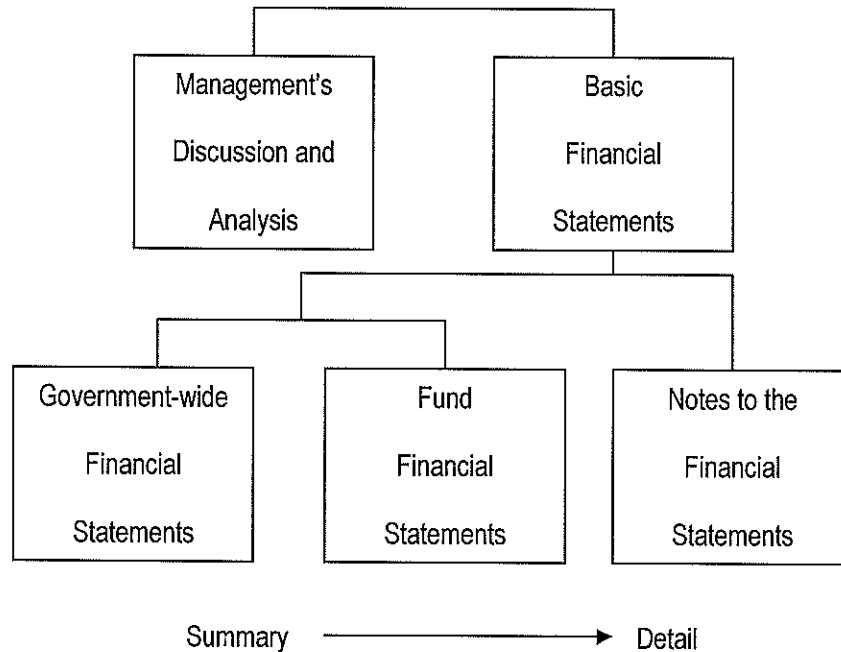 Management's
Discussion and
Analysis
Basic
Financial
Statements
Government-wide
Financial
Statements
Fund
Financial
Statements
Notes to the
Financial
Statements
Summary
Detail